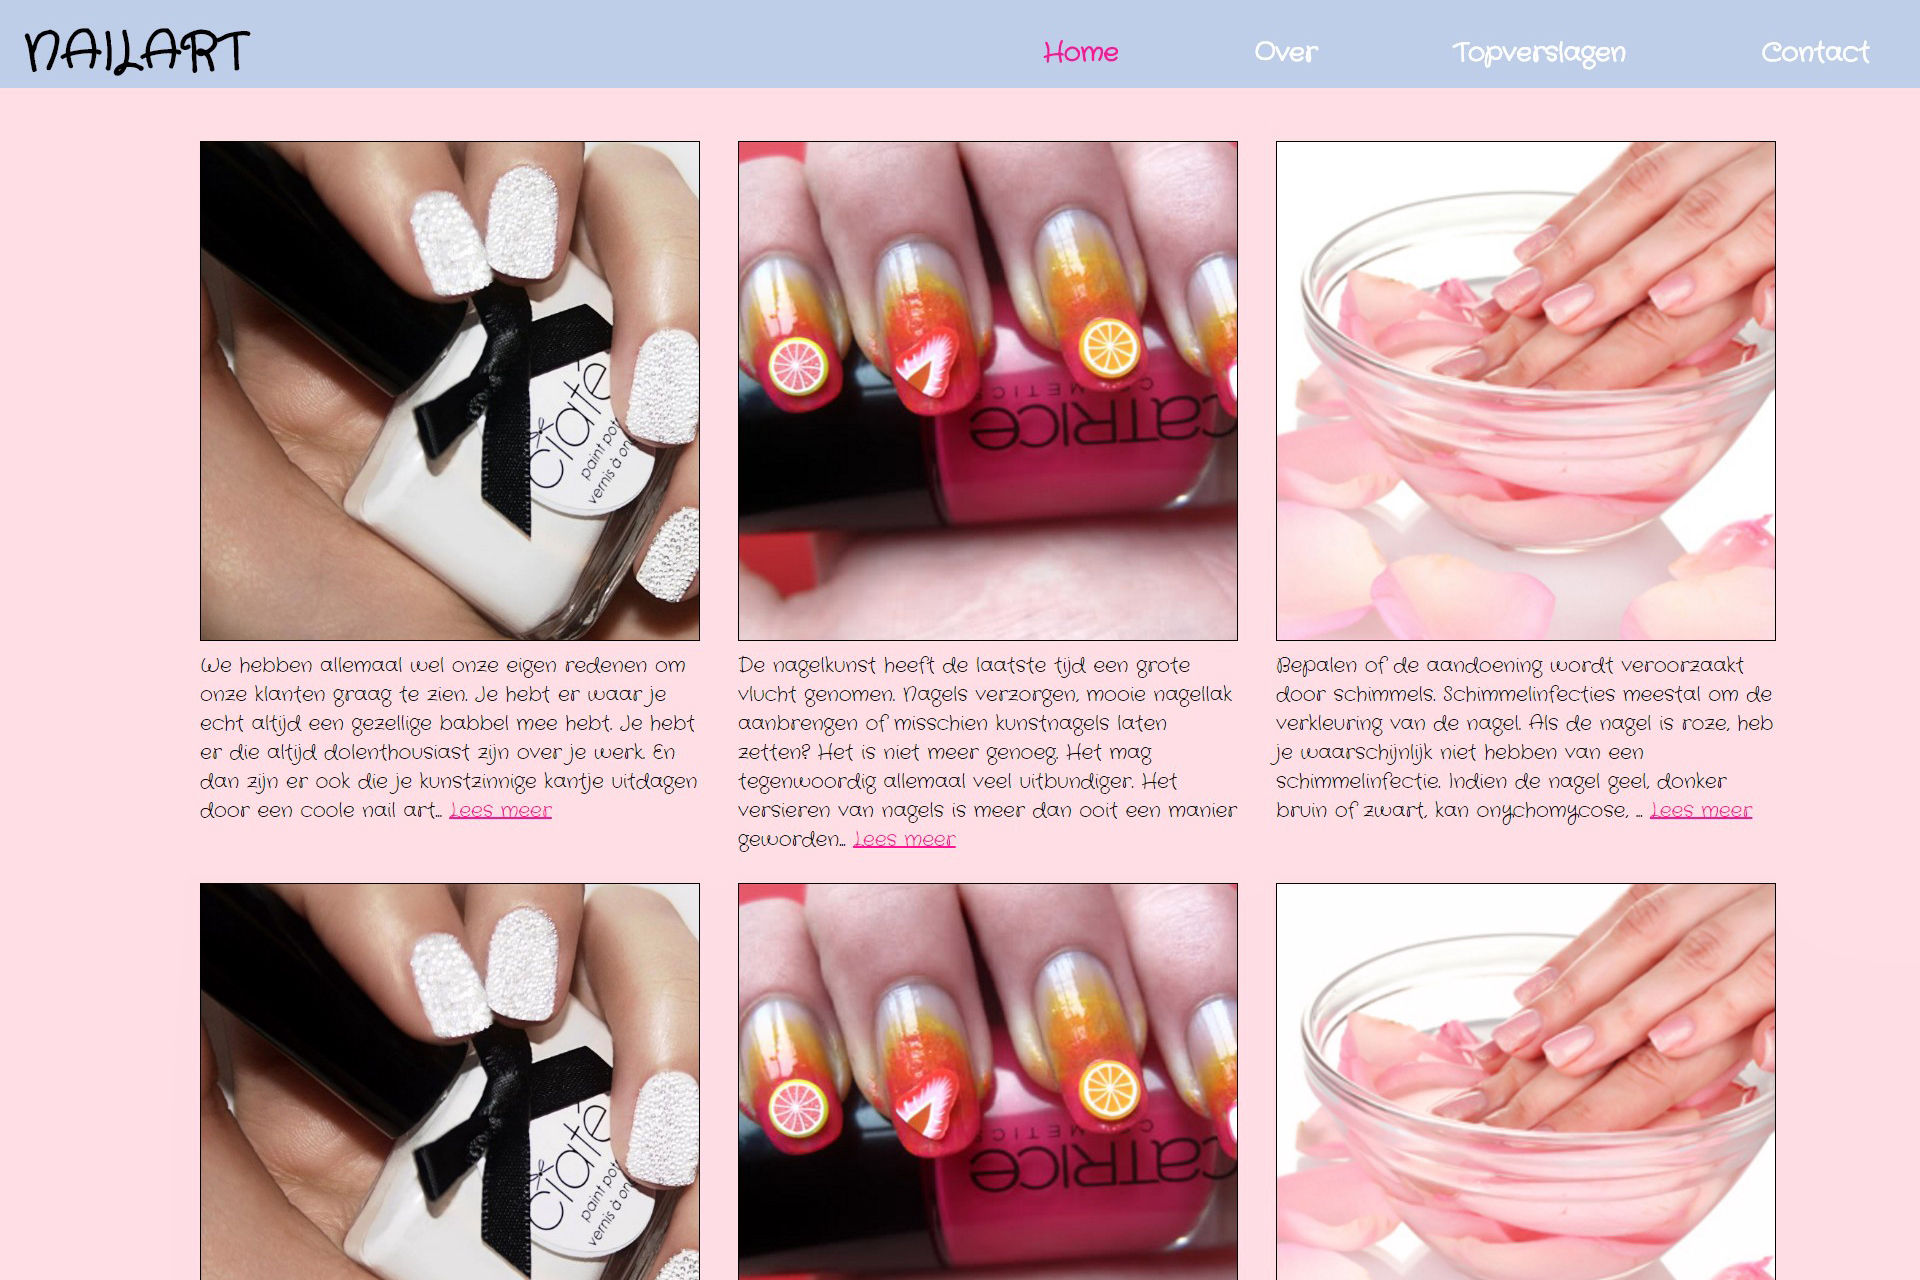 NAILART
Home
Over
Topverslagen
Contact
ciaté
paint pot
vernis à on
CATRICE
COSMETICS
We hebben allemaal wel onze eigen redenen om
onze klanten graag te zien. Je hebt er waar je
echt altijd een gezellige babbel mee hebt. Je hebt
er die altijd dolenthousiast zijn over je werk. En
dan zijn er ook die je kunstzinnige kantje uitdagen
door een coole nail art... Lees meer
De nagelkunst heeft de laatste tijd een grote
vlucht genomen. Nagels verzorgen, mooie nagellak
aanbrengen of misschien kunstnagels laten
zetten? Het is niet meer genoeg. Het mag
tegenwoordig allemaal veel uitbundiger. Het
versieren van nagels is meer dan ooit een manier
geworden... Lees meer
Bepalen of de aandoening wordt veroorzaakt
door schimmels. Schimmelinfecties meestal om de
verkleuring van de nagel. Als de nagel is roze, heb
je waarschijnlijk niet hebben van een
schimmelinfectie. Indien de nagel geel, donker
bruin of zwart, kan onychomycose, ... Lees meer
ciaté
paint pot
vernis à on
CATRICE
COSMETICS